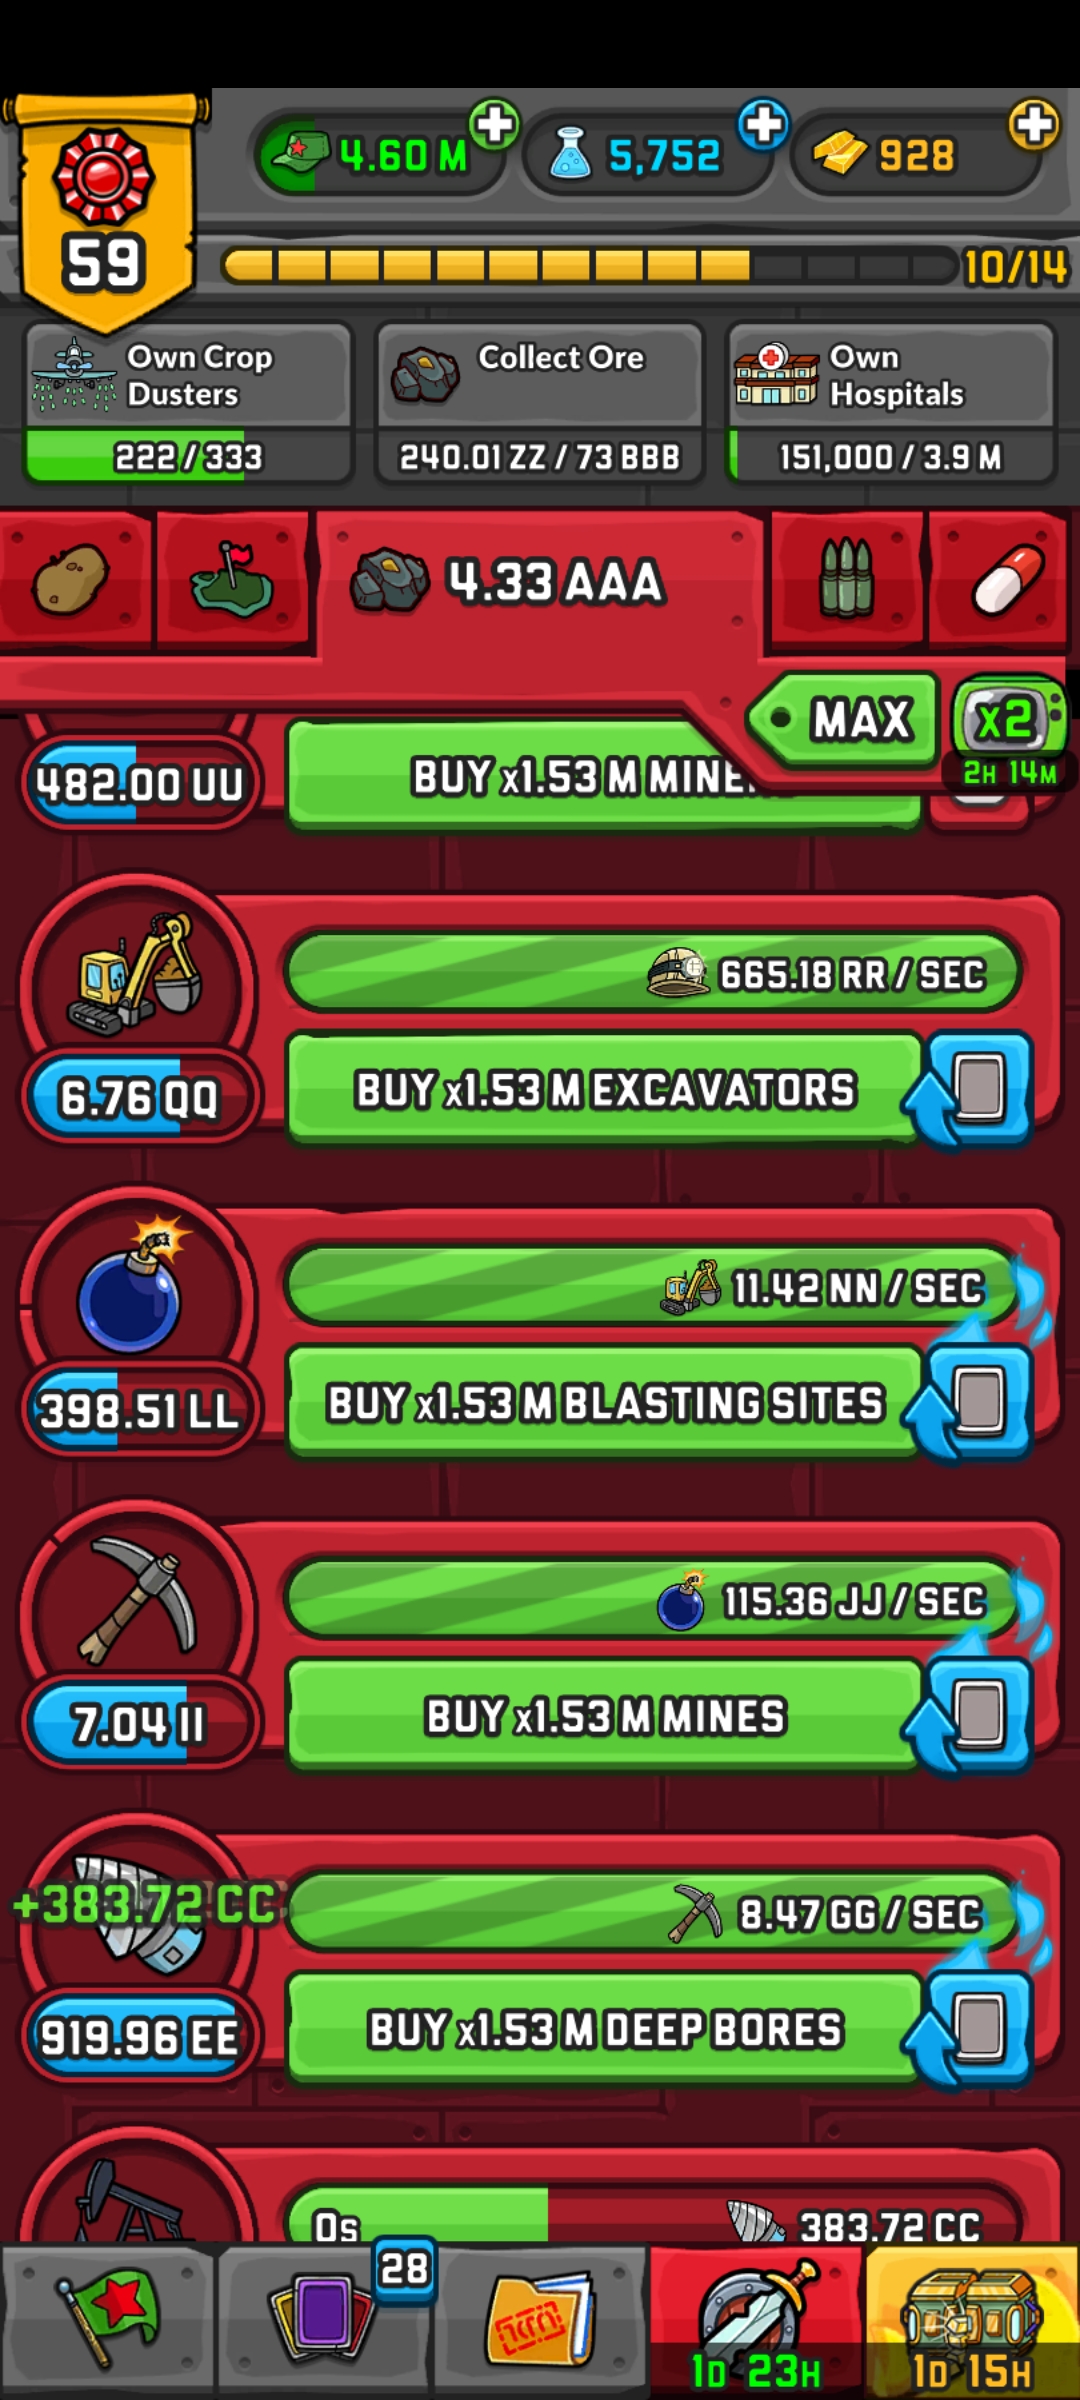 4.60 M
5,752
928
59
10/14
Own Crop
Dusters
222 / 333
Collect Ore
240.01 ZZ / 73 BBB
Own
Hospitals
151,000 / 3.9 M
4.33 AAA
MAX
x2
2H 14M
482.00 UU
BUY x1.53 M
665.18 RR / SEC
6.76 QQ
BUY x1.53 M EXCAVATORS
11.42 NN / SEC
398.51 LL
BUY x1.53 M BLASTING SITES
115.36 JJ / SEC
7.04 II
BUY x1.53 M MINES
+383.72 CC
8.47 GG / SEC
919.96 EE
BUY x1.53 M DEEP BORES
0s
383.72 CC
28
1D 23H
1D 15H